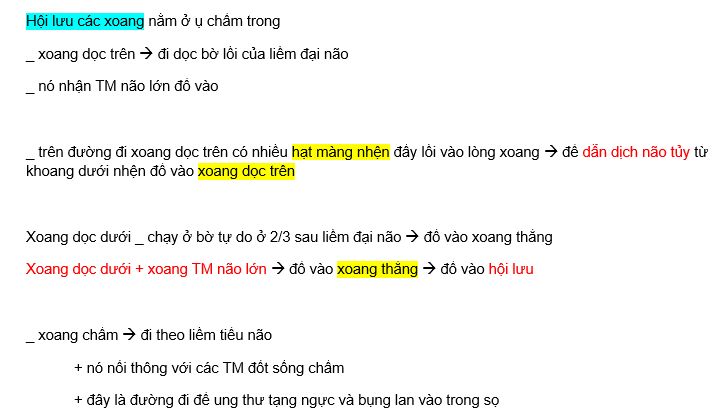 Hội lưu các xoang nằm ở ụ chẩm trong
_ xoang dọc trên → đi dọc bờ lồi của liềm đại não
_ nó nhận TM não lớn đổ vào
_ trên đường đi xoang dọc trên có nhiều hạt màng nhện đẩy lồi vào lòng xoang → để dẫn dịch não tủy từ
khoang dưới nhện đổ vào xoang dọc trên
Xoang dọc dưới _ chạy ở bờ tự do ở 2/3 sau liềm đại não → đổ vào xoang thẳng
Xoang dọc dưới + xoang TM não lớn → đổ vào xoang thẳng → đổ vào hội lưu
_ xoang chẩm → đi theo liềm tiểu não
+ nó nối thông với các TM đốt sống chẩm
+ đây là đường đi để ung thư tạng ngực và bụng lan vào trong sọ